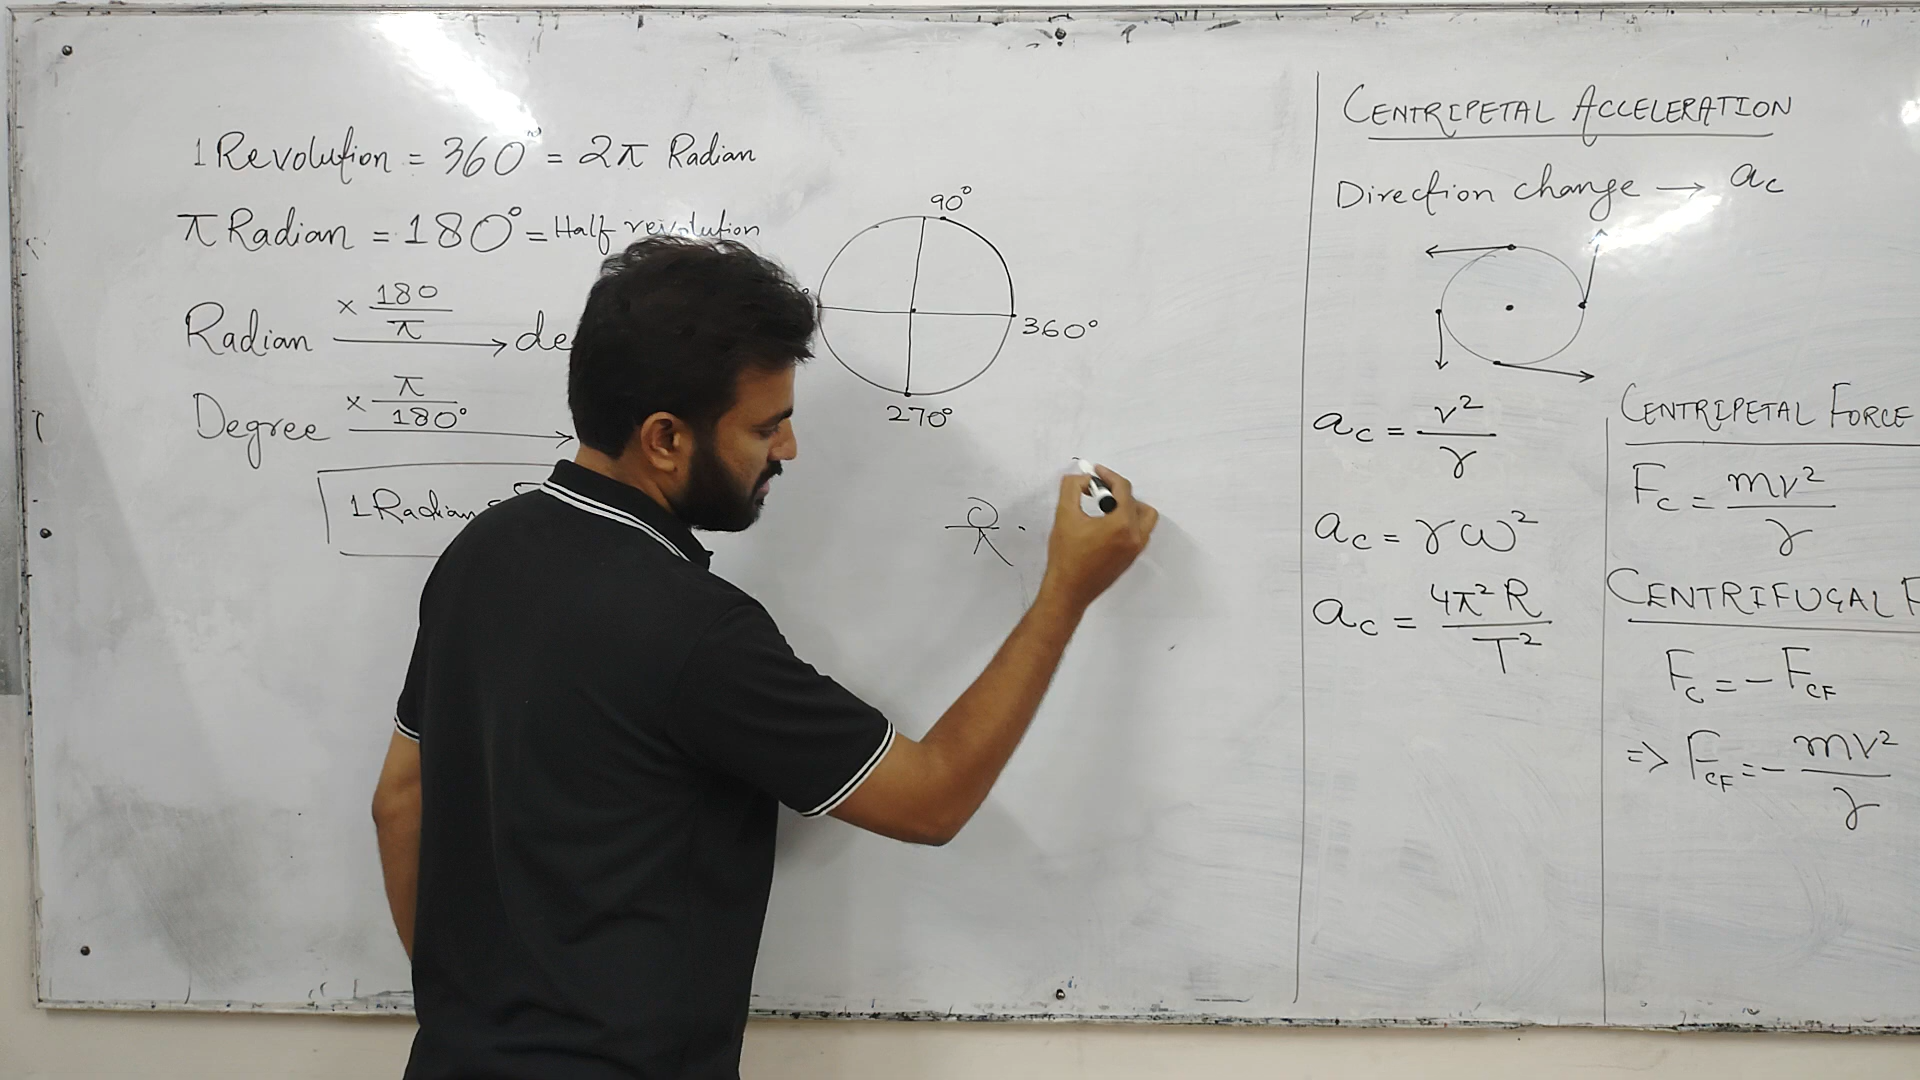 1 Revolution = 360° = 2π Radian
π Radian = 180° = Half revolution
Radian × 180/π → de
Degree × π/180° →
1 Radian =
90°
360°
270°
CENTRIPETAL ACCELERATION
Direction change → ac
ac = v²/r
ac = rω²
ac = 4π²R/T²
CENTRIPETAL FORCE
Fc = mv²/r
CENTRIFUGAL F
Fc = - FCF
=> FCF = - mv²/r